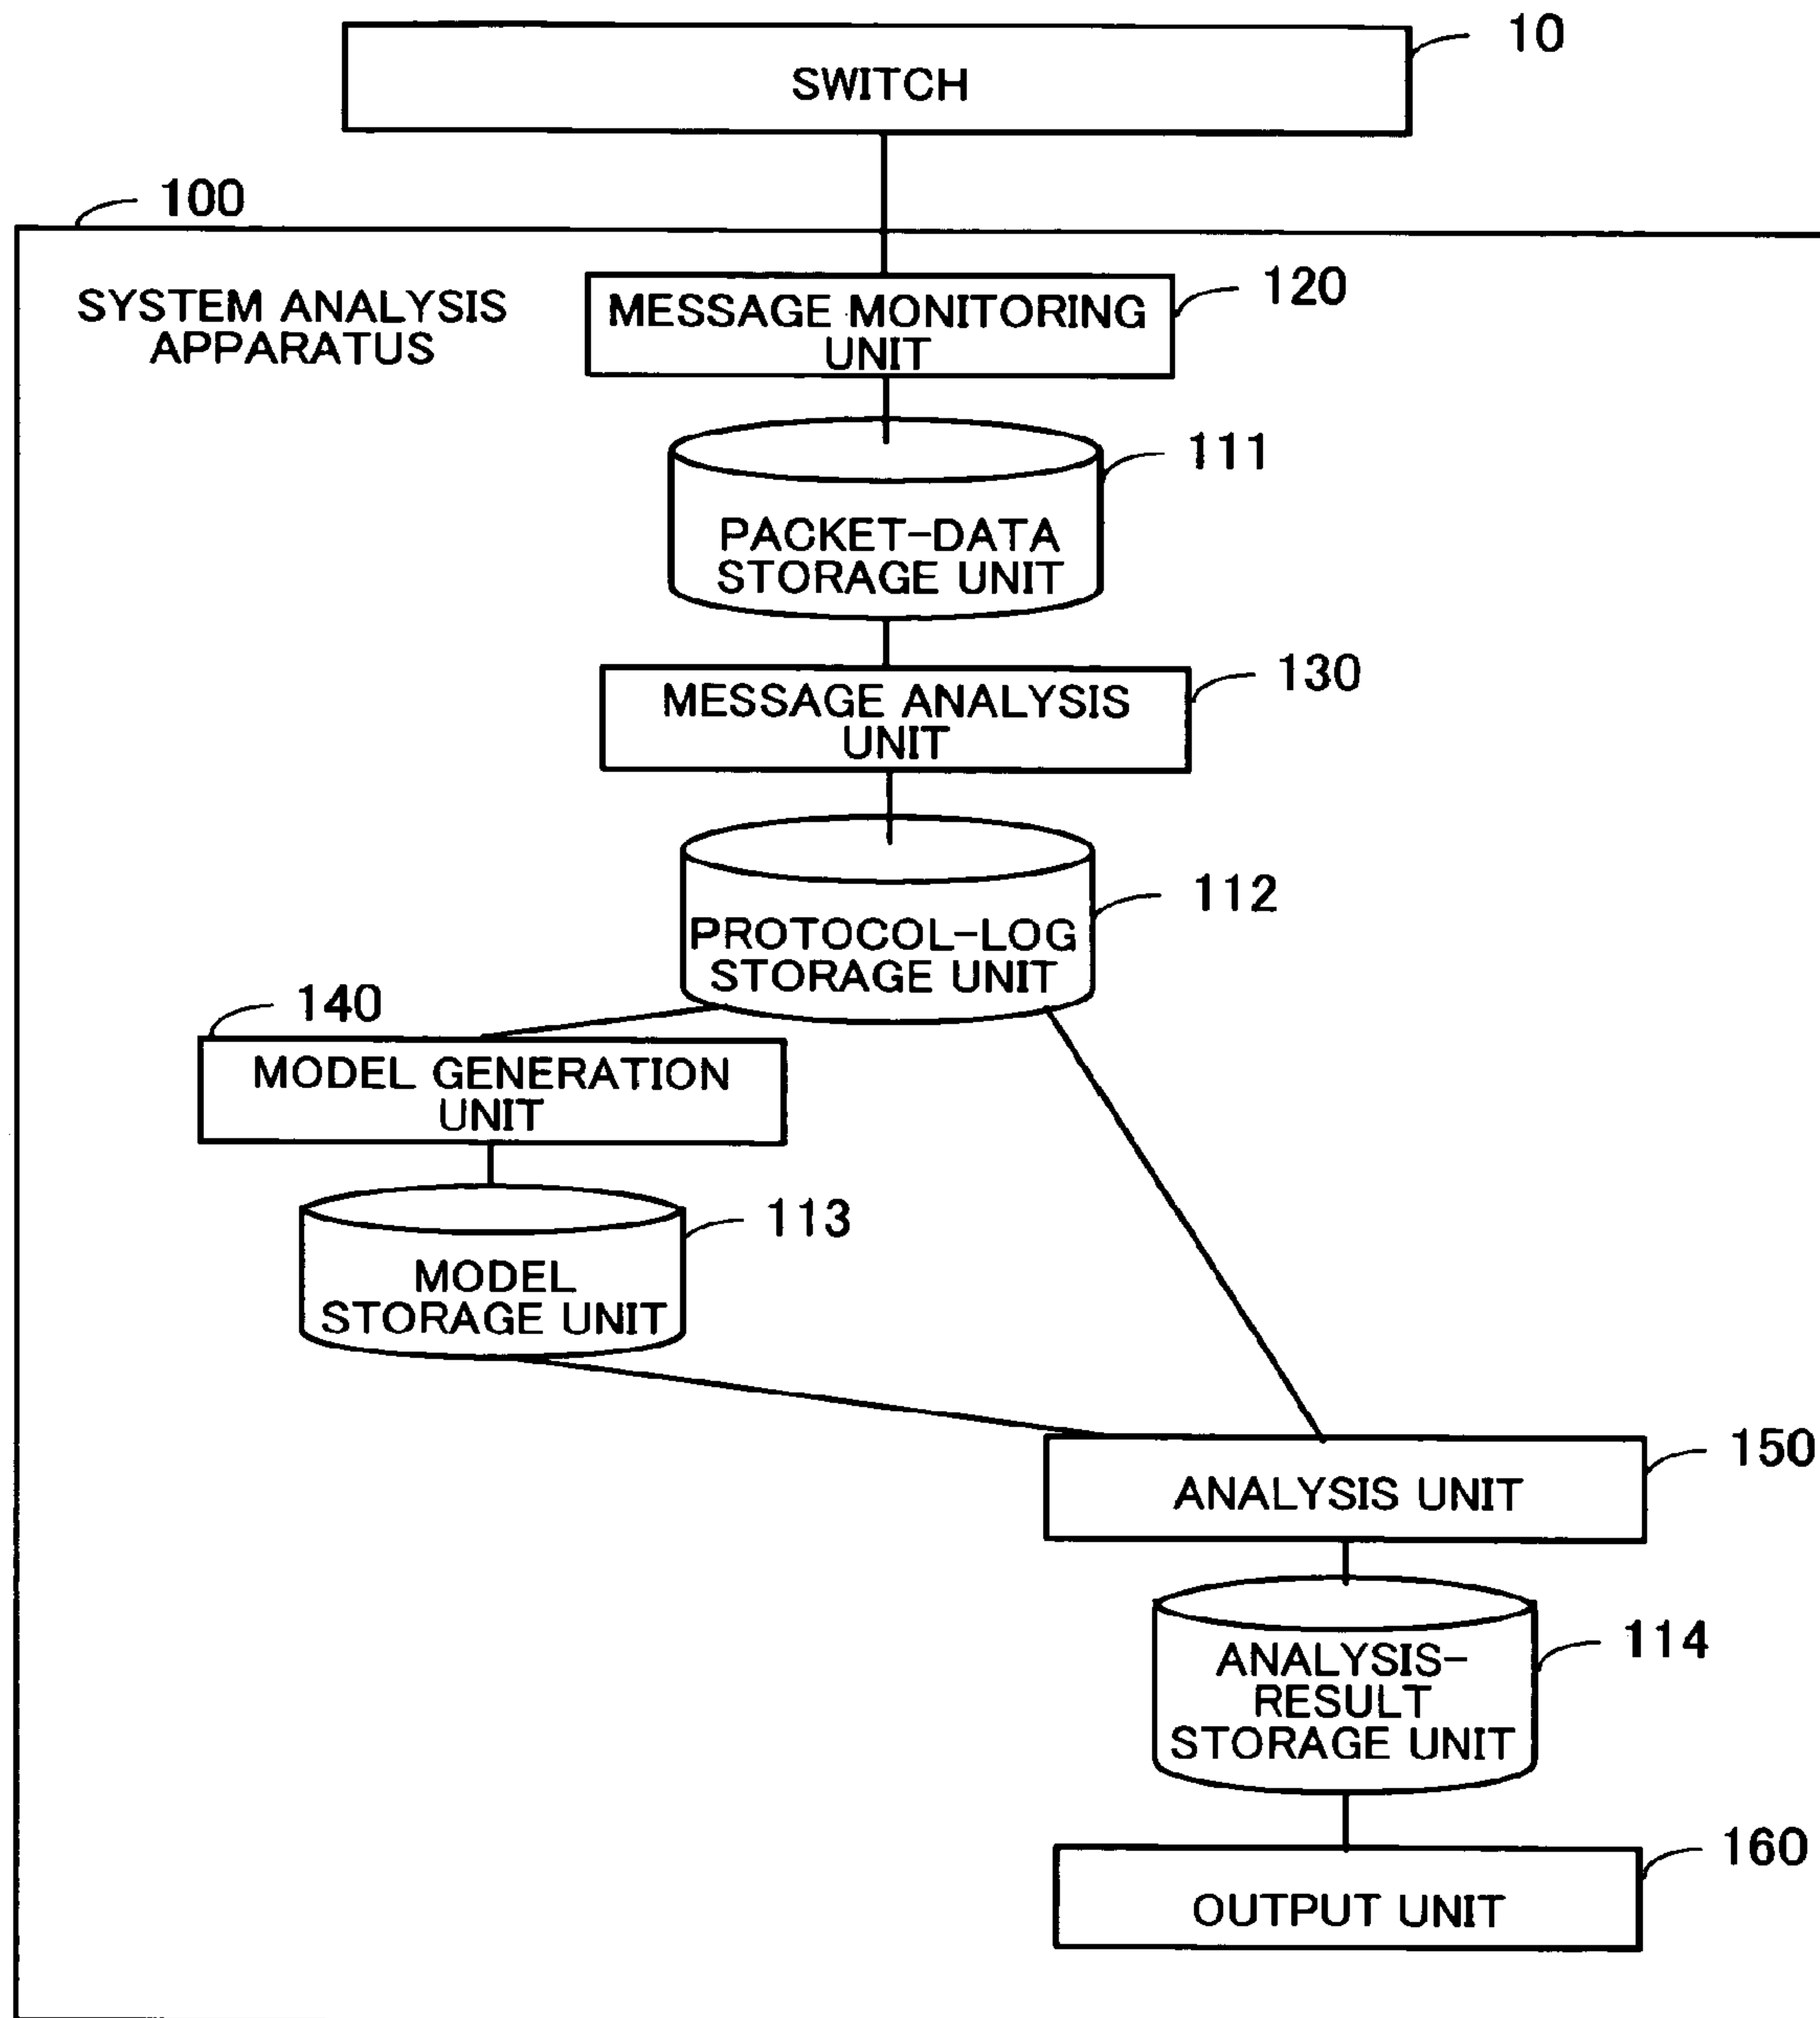 10
SWITCH
100
SYSTEM ANALYSIS
APPARATUS
120
MESSAGE MONITORING
UNIT
111
PACKET-DATA
STORAGE UNIT
130
MESSAGE ANALYSIS
UNIT
112
PROTOCOL-LOG
STORAGE UNIT
140
MODEL GENERATION
UNIT
113
MODEL
STORAGE UNIT
150
ANALYSIS UNIT
114
ANALYSIS-
RESULT
STORAGE UNIT
160
OUTPUT UNIT